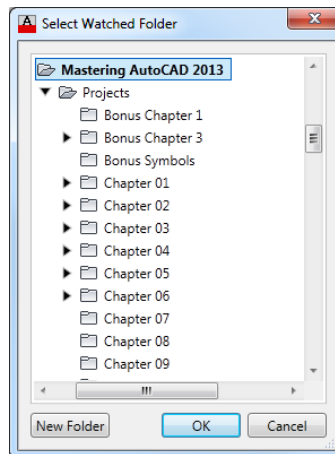 Select Watched Folder
Mastering AutoCAD 2013
Projects
Bonus Chapter 1
Bonus Chapter 3
Bonus Symbols
Chapter 01
Chapter 02
Chapter 03
Chapter 04
Chapter 05
Chapter 06
Chapter 07
Chapter 08
Chapter 09
New Folder OK Cancel